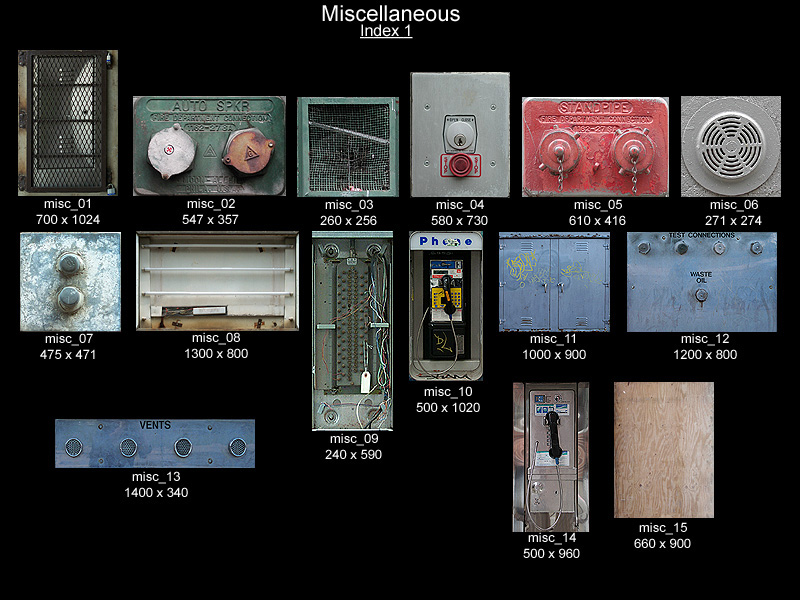 Miscellaneous
Index 1
AUTO SPKR
FIRE DEPARTMENT CONNECTION
STANDPIPE
FIRE DEPARTMENT CONNECTION
OPEN CLOSE
misc_01
700 x 1024
misc_02
547 x 357
misc_03
260 x 256
misc_04
580 x 730
misc_05
610 x 416
misc_06
271 x 274
Phone
TEST CONNECTIONS
WASTE
OIL
misc_07
475 x 471
misc_08
1300 x 800
misc_09
240 x 590
misc_10
500 x 1020
misc_11
1000 x 900
misc_12
1200 x 800
VENTS
misc_13
1400 x 340
misc_14
500 x 960
misc_15
660 x 900